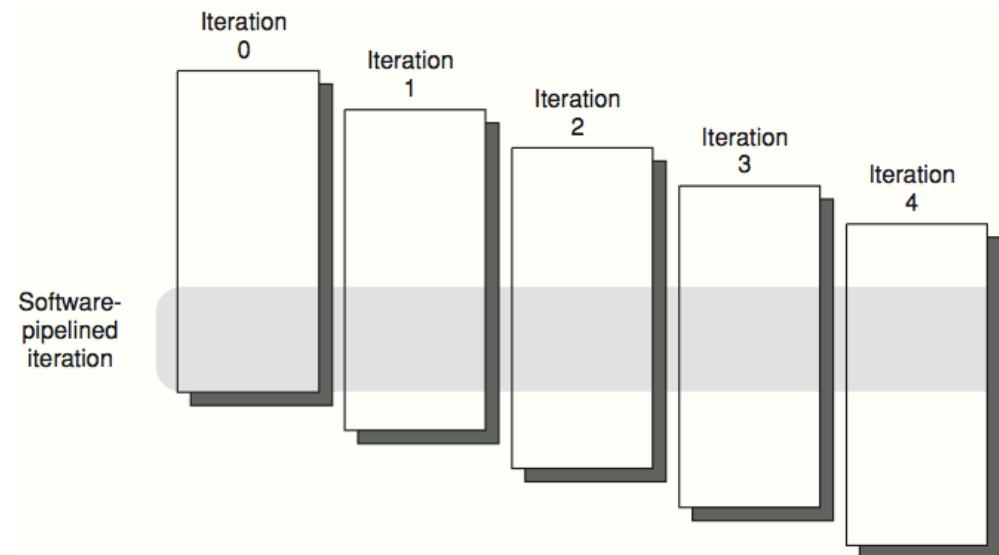 Iteration
0
Iteration
1
Iteration
2
Iteration
3
Iteration
4
Software-
pipelined
iteration